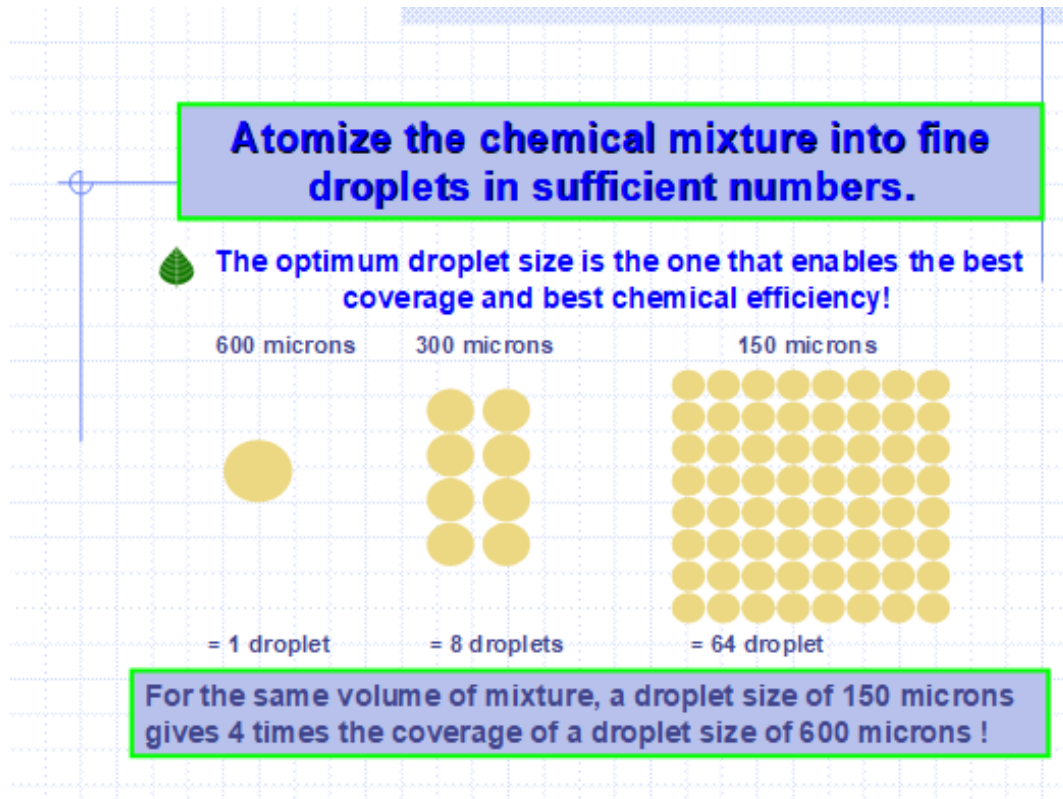 Atomize the chemical mixture into fine
droplets in sufficient numbers.
The optimum droplet size is the one that enables the best
coverage and best chemical efficiency!
600 microns 300 microns 150 microns
= 1 droplet = 8 droplets = 64 droplet
For the same volume of mixture, a droplet size of 150 microns
gives 4 times the coverage of a droplet size of 600 microns !